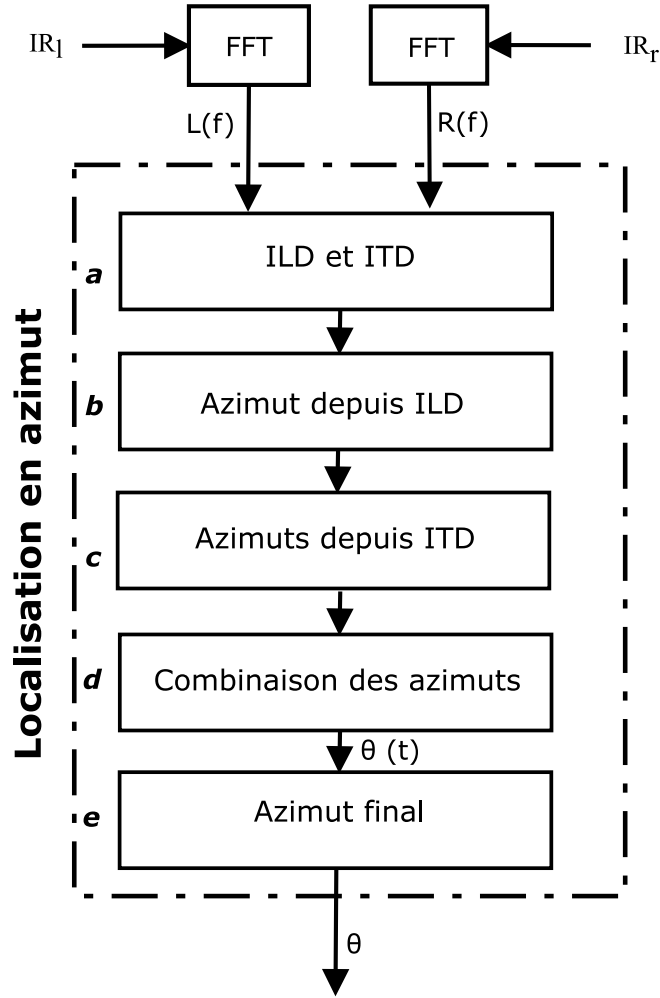 IRl
FFT
FFT
IRr
L(f)
R(f)
Localisation en azimut
a
ILD et ITD
b
Azimut depuis ILD
c
Azimuts depuis ITD
d
Combinaison des azimuts
θ (t)
e
Azimut final
θ